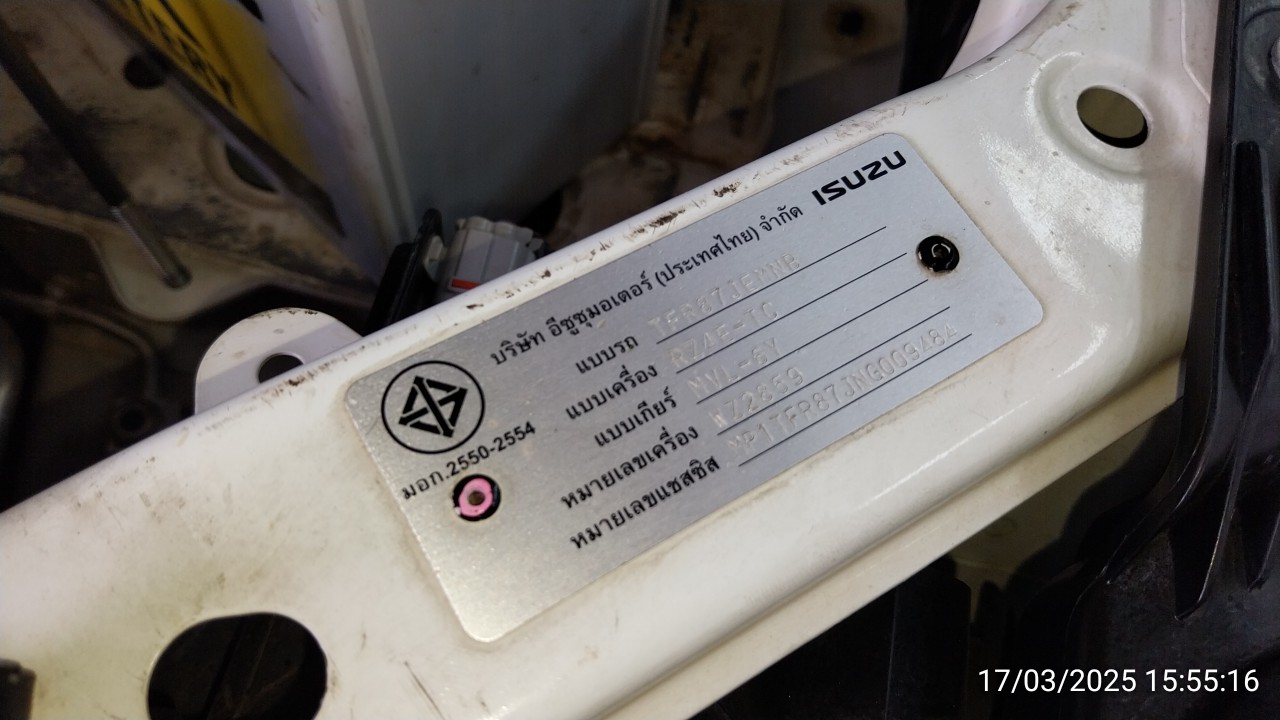 ISUZU
บริษัท อีซูซุมอเตอร์ (ประเทศไทย) จำกัด
แบบรถ
แบบเครื่อง RZ4E-TC
แบบเกียร์ MVL-6Y
หมายเลขเครื่อง WZ2669
หมายเลขแชสซิส MP1TFR87JNG009484
มอก.2550-2554
17/03/2025 15:55:16